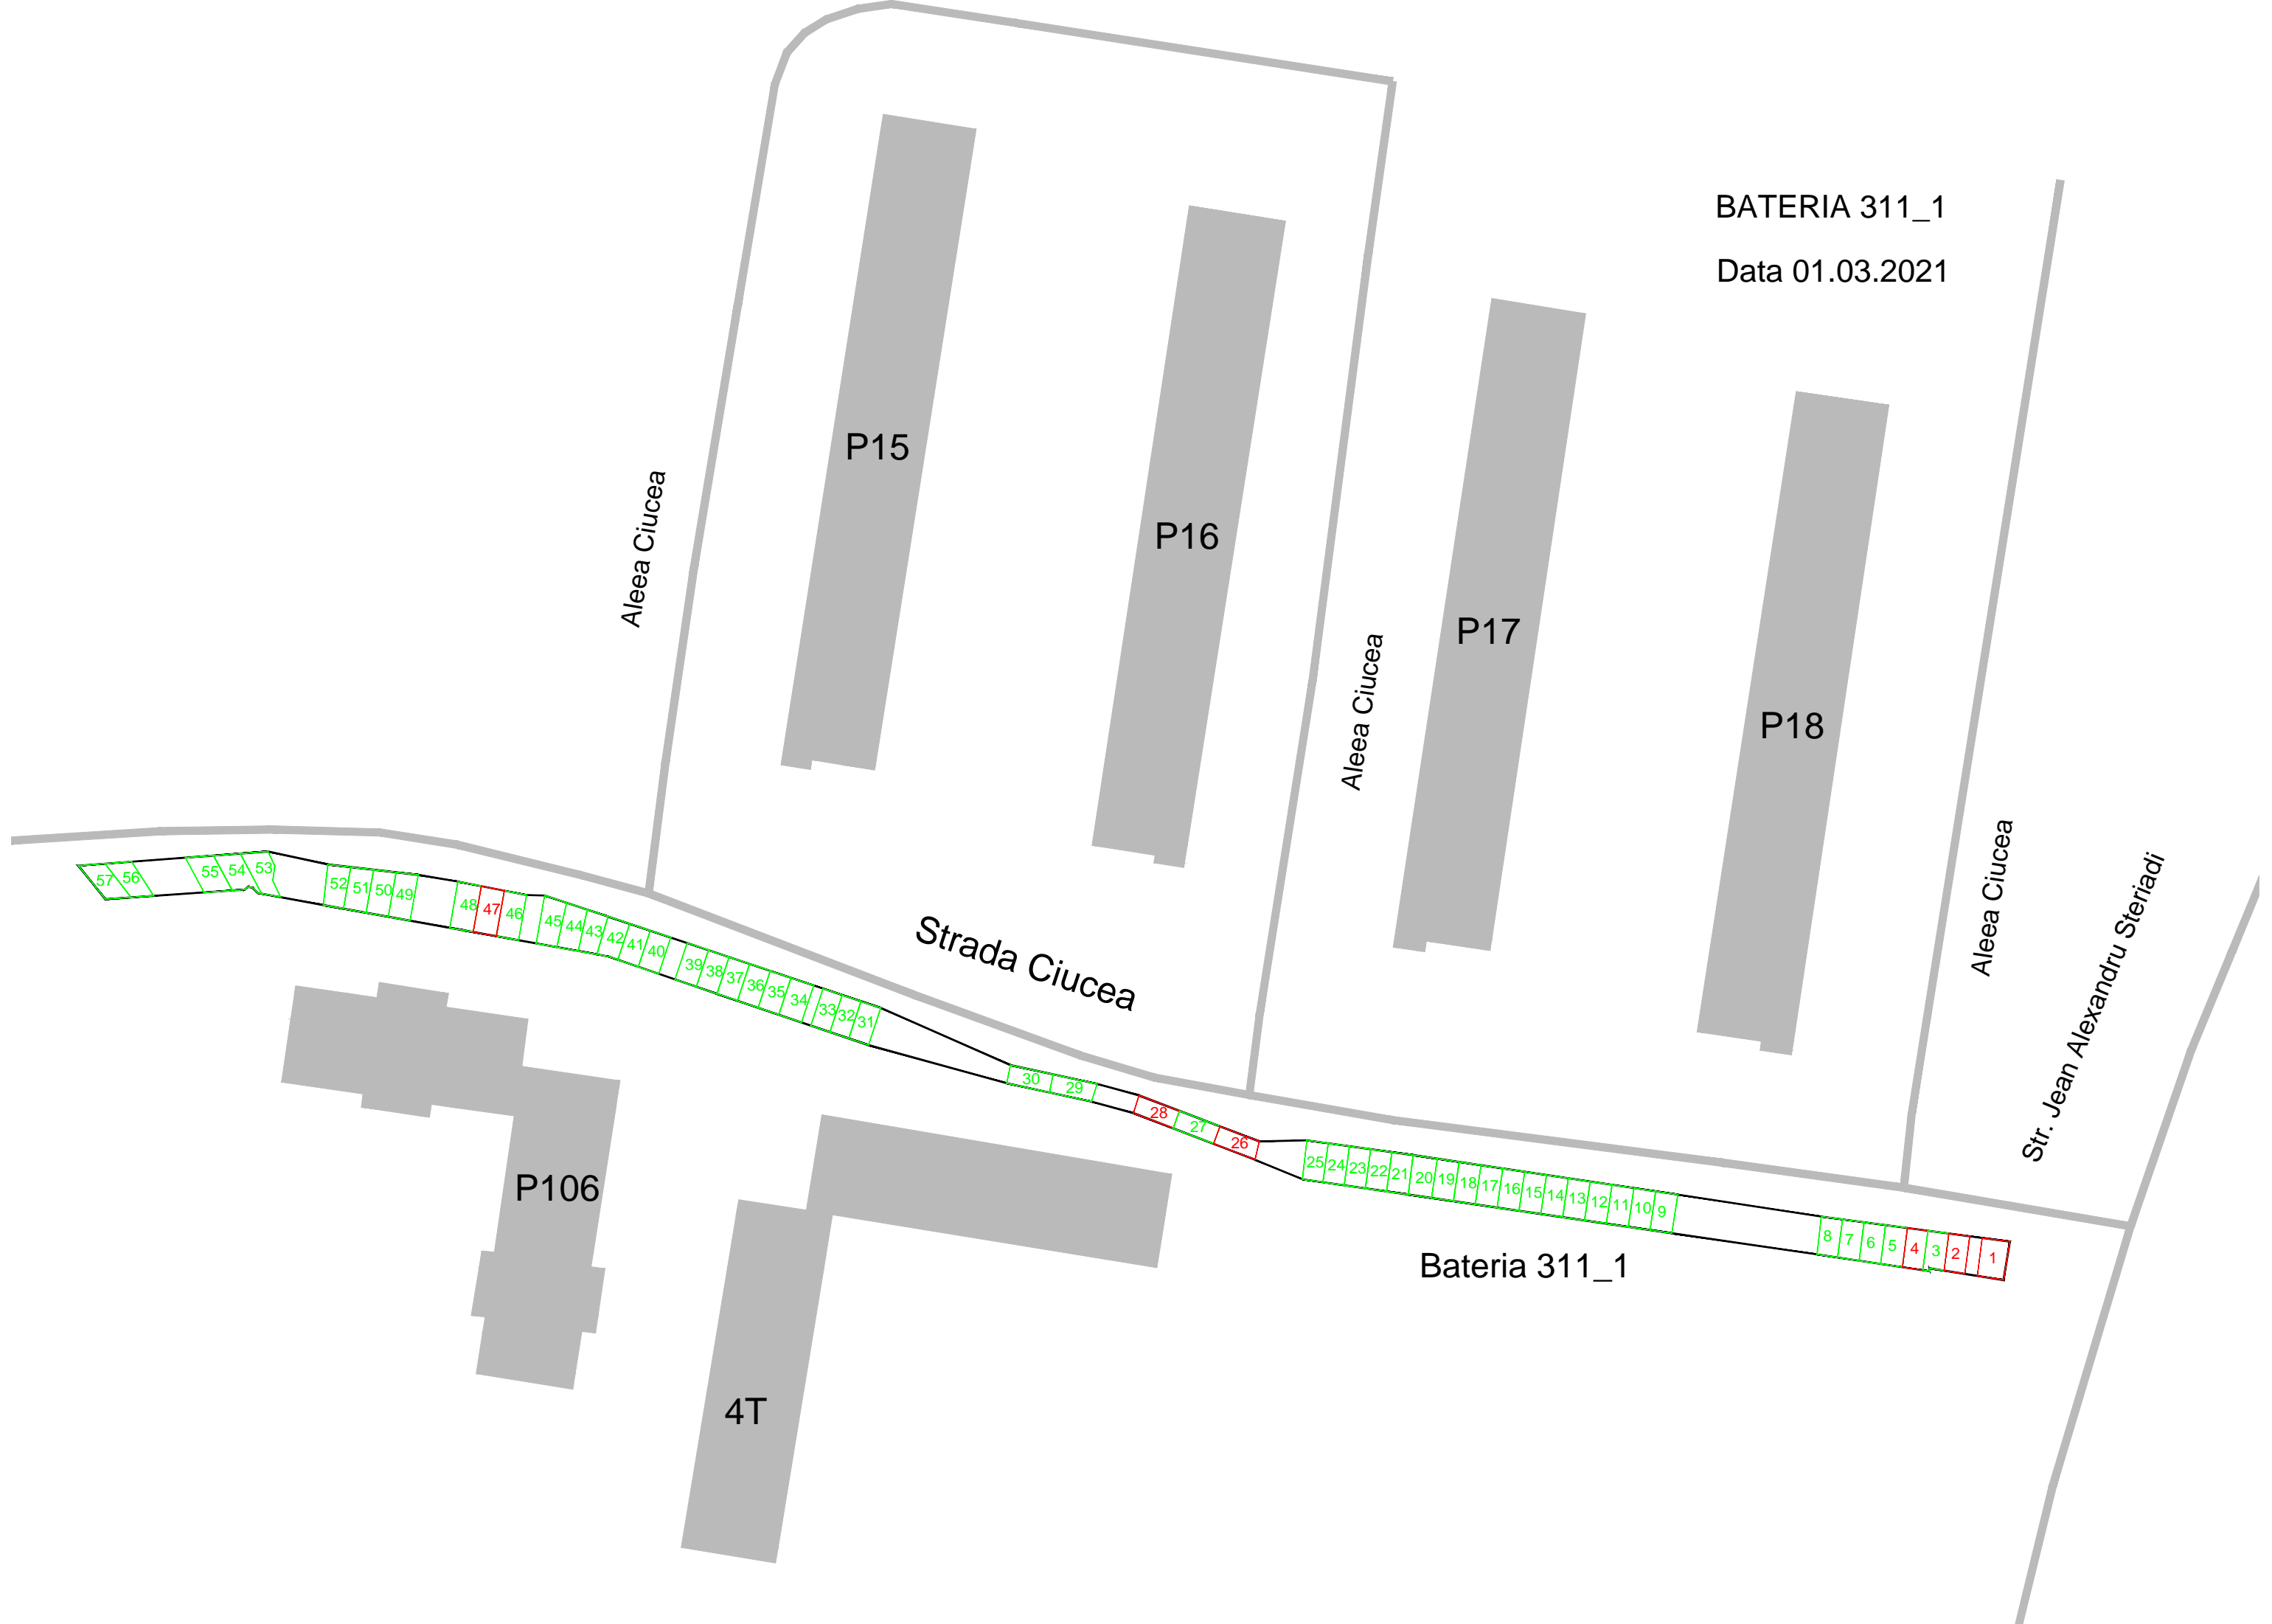 BATERIA 311_1
Data 01.03.2021
P15
P16
P17
P18
Aleea Ciucea
Aleea Ciucea
Aleea Ciucea
Str. Jean Alexandru Steriadi
Strada Ciucea
57 56 55 54 53 52 51 50 49 48 47 46 45 44 43 42 41 40 39 38 37 36 35 34 33 32 31 30 29 28 27 26 25 24 23 22 21 20 19 18 17 16 15 14 13 12 11 10 9 8 7 6 5 4 3 2 1
P106
Bateria 311_1
4T